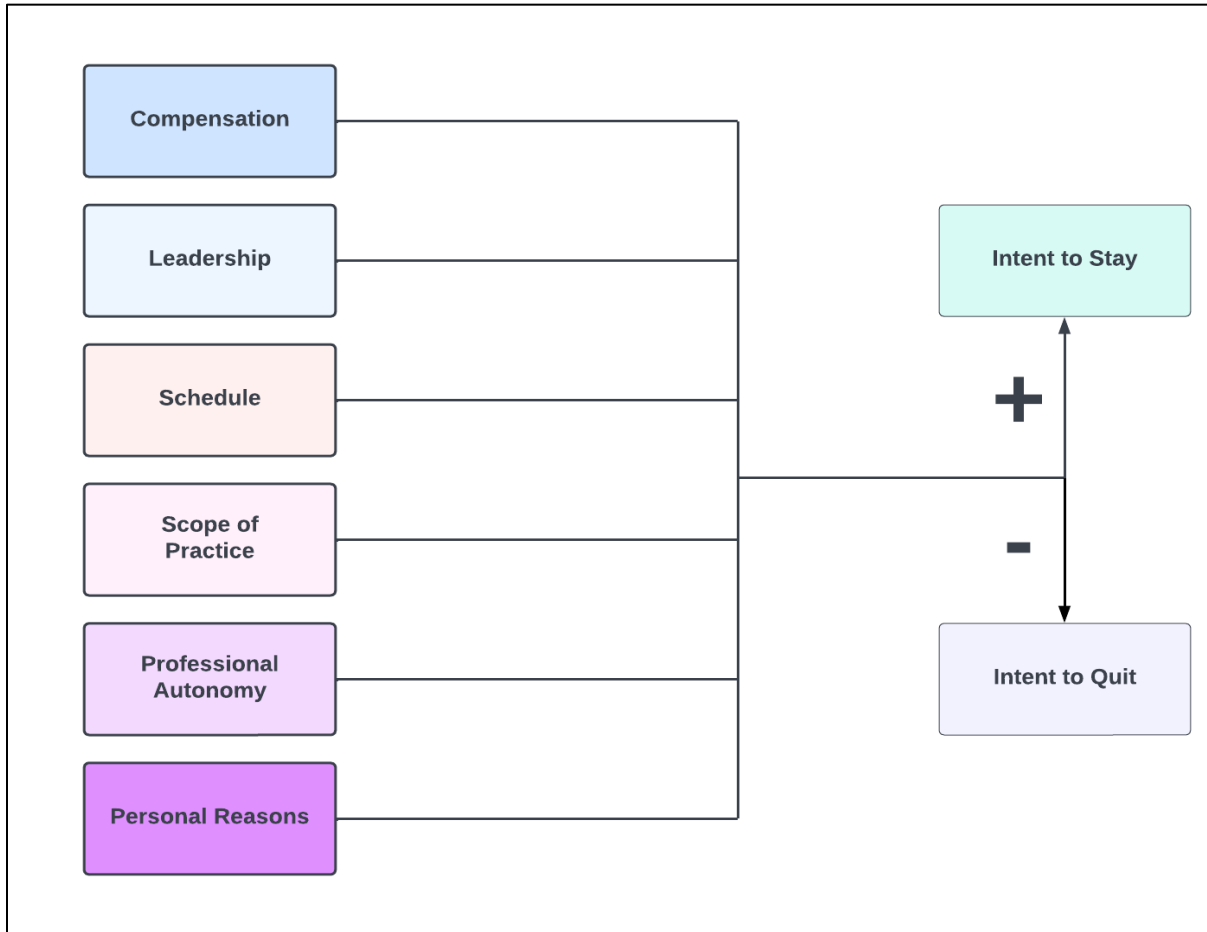 Compensation
Leadership
Intent to Stay
Schedule
+
Scope of
Practice
-
Professional
Autonomy
Intent to Quit
Personal Reasons